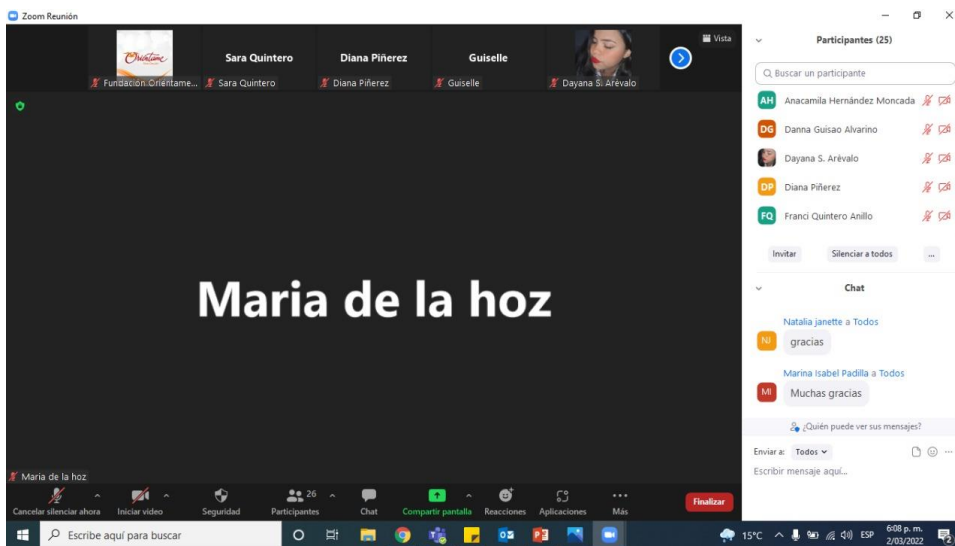 Zoom Reunión
Oriéntame
Sara Quintero
Diana Piñerez
Guiselle
Vista
Fundación Oriéntame...
Sara Quintero
Diana Piñerez
Guiselle
Dayana S. Arévalo
Maria de la hoz
Maria de la hoz
Cancelar silenciar ahora
Iniciar video
Seguridad
26
Participantes
Chat
Compartir pantalla
Reacciones
Aplicaciones
Más
Finalizar
Participantes (25)
Buscar un participante
AH Anacamila Hernández Moncada
DG Danna Guisao Alvarino
Dayana S. Arévalo
DP Diana Piñerez
FQ Franci Quintero Anillo
Invitar Silenciar a todos ...
Chat
Natalia janette a Todos
NJ gracias
Marina Isabel Padilla a Todos
MI Muchas gracias
¿Quién puede ver sus mensajes?
Enviar a: Todos
Escribir mensaje aquí...
Escribe aquí para buscar
15°C
ESP
6:08 p. m.
2/03/2022
2